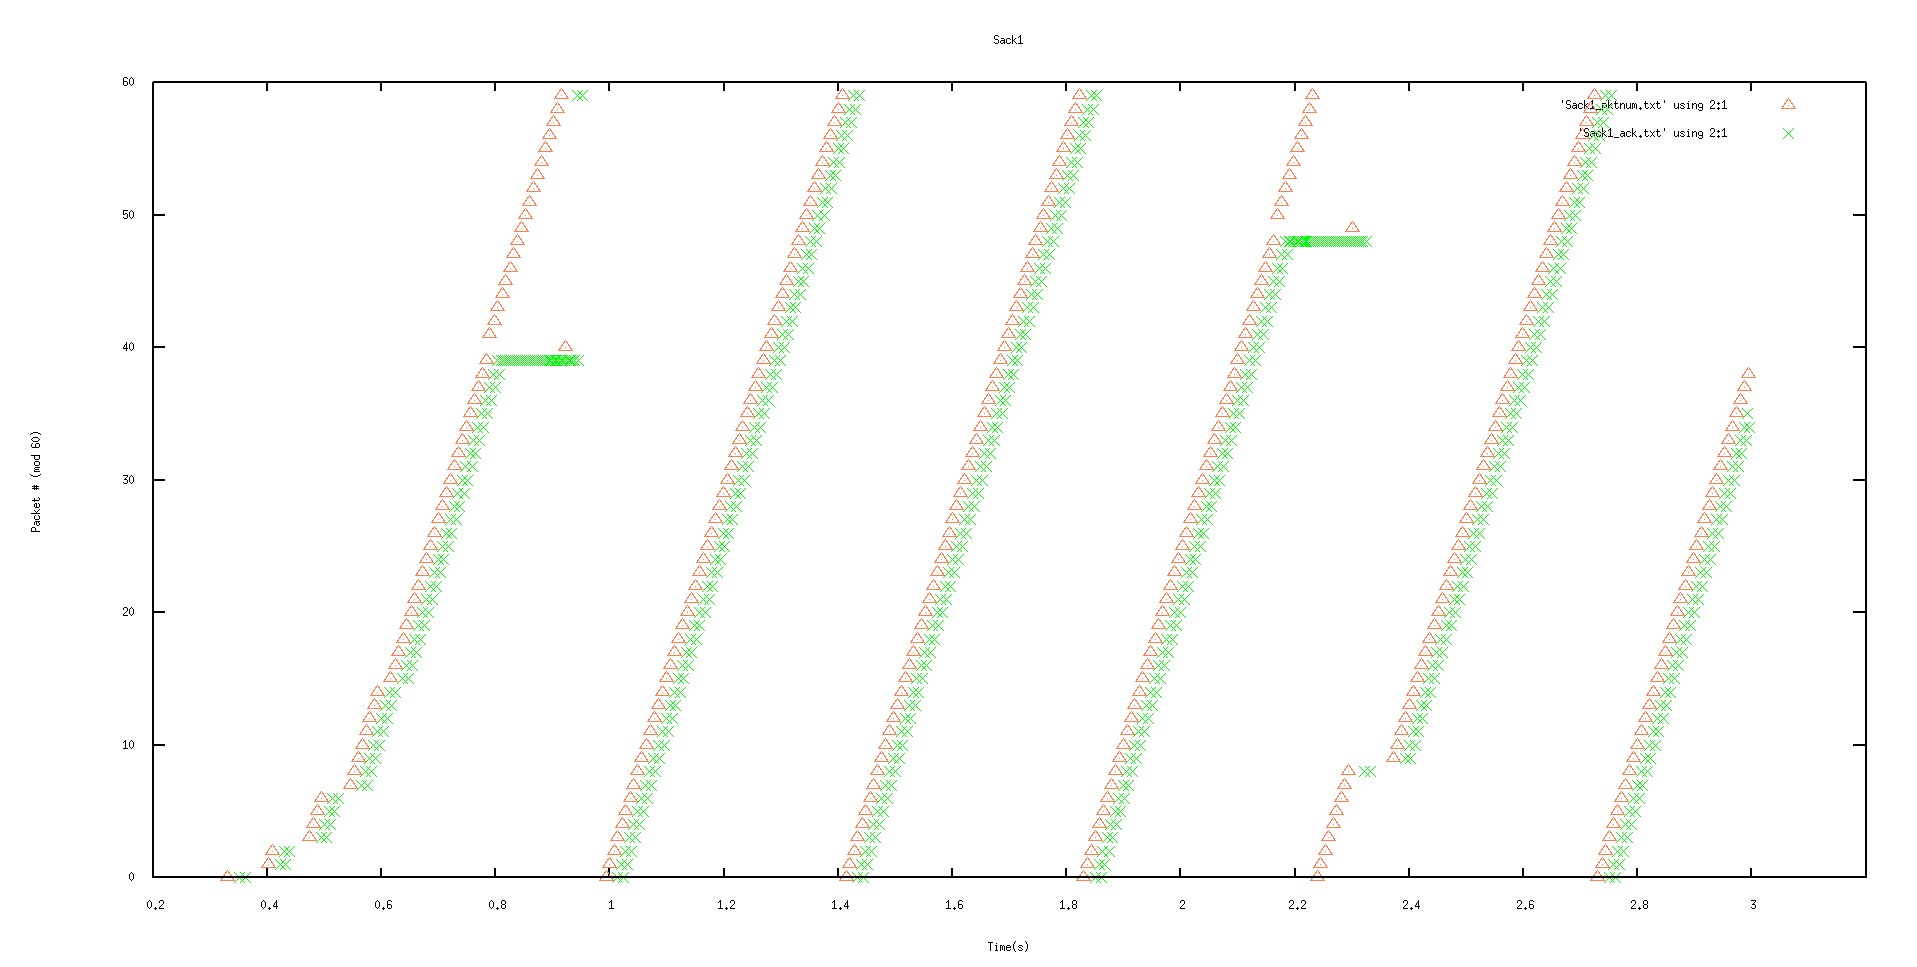 Sack1
60
'Sack1_pktnum.txt' using 2:1
'Sack1_ack.txt' using 2:1
50
40
Packet # (mod 60)
30
20
10
0
0.2 0.4 0.6 0.8 1 1.2 1.4 1.6 1.8 2 2.2 2.4 2.6 2.8 3
Time(s)